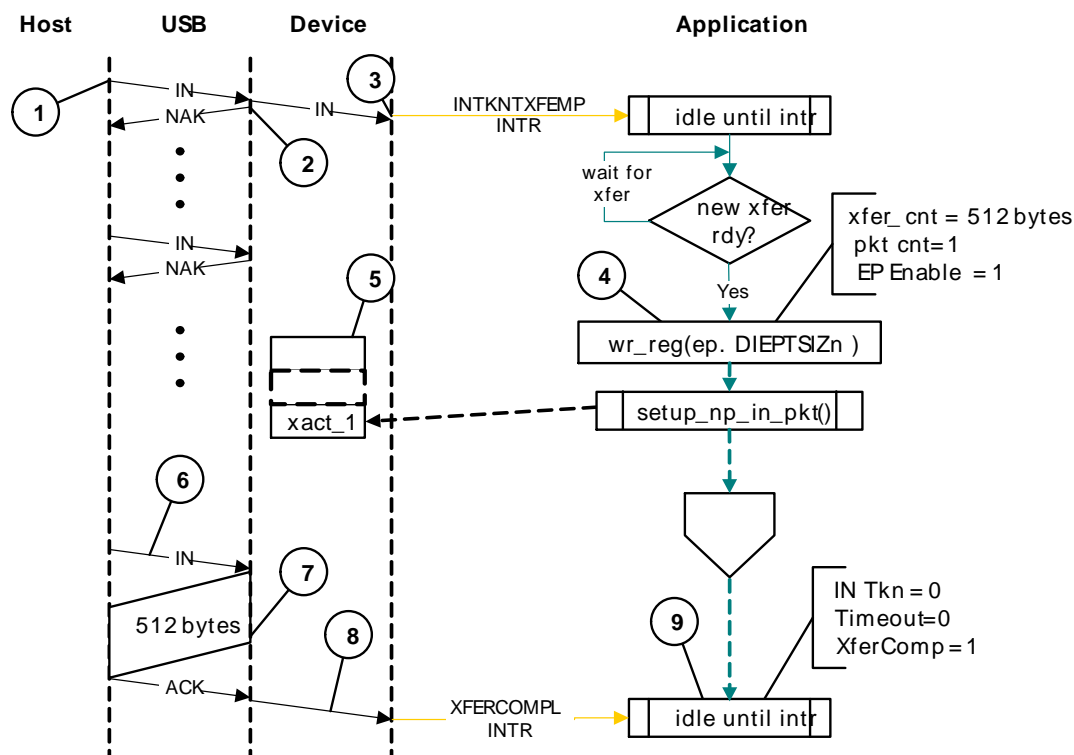 Host USB Device Application
1
IN
NAK
2
IN
3
INTKNTXFEMP
INTR
idle until intr
wait for
xfer
new xfer
rdy?
Yes
xfer_cnt = 512 bytes
pkt cnt=1
EP Enable = 1
IN
NAK
4
wr_reg(ep. DIEPTSIZn )
5
xact_1
setup_np_in_pkt()
6
IN
7
512 bytes
8
ACK
XFERCOMPL
INTR
9
IN Tkn = 0
Timeout=0
XferComp = 1
idle until intr